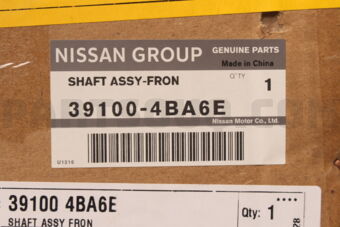 NISSAN GROUP
GENUINE PARTS
Made in China
SHAFT ASSY-FRON
Q'TY
1
39100-4BA6E
Nissan Motor Co., Ltd.
U1316
39100 4BA6E
SHAFT ASSY FRON
Qty: 1